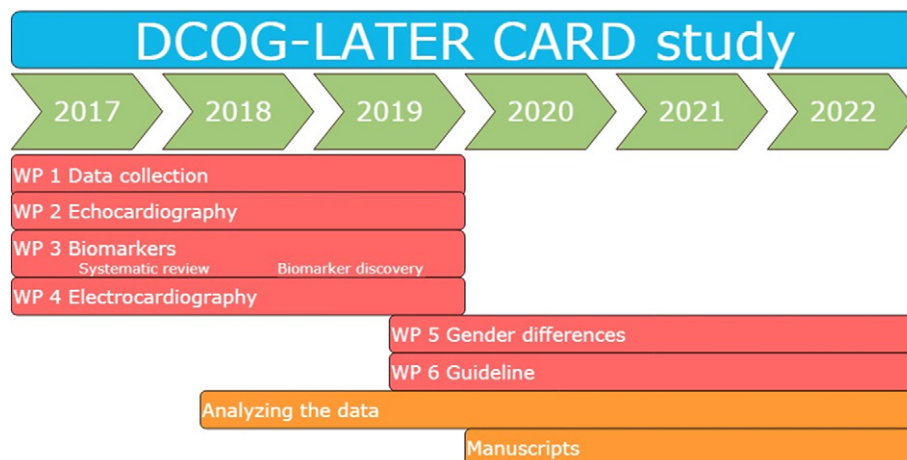 DCOG-LATER CARD study
2017 2018 2019 2020 2021 2022
WP 1 Data collection
WP 2 Echocardiography
WP 3 Biomarkers
Systematic review Biomarker discovery
WP 4 Electrocardiography
WP 5 Gender differences
WP 6 Guideline
Analyzing the data
Manuscripts